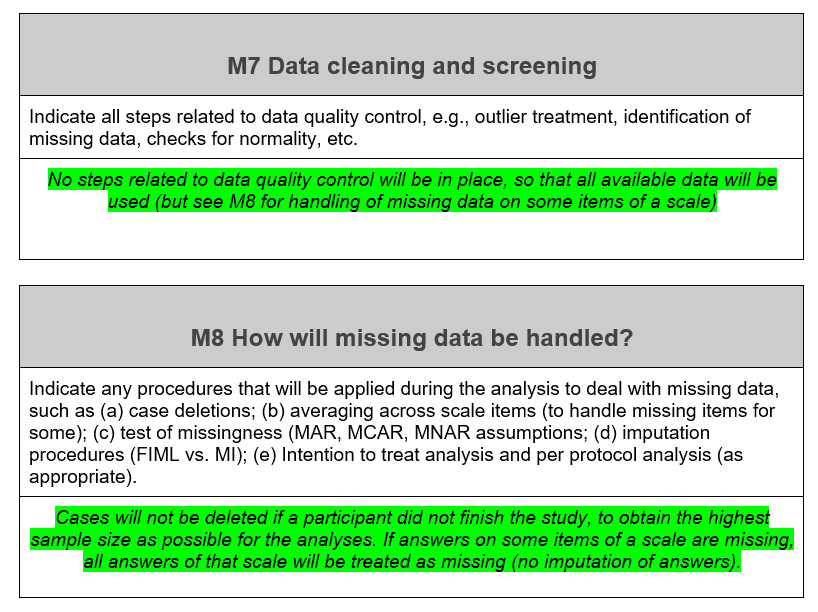 M7 Data cleaning and screening
Indicate all steps related to data quality control, e.g., outlier treatment, identification of
missing data, checks for normality, etc.
No steps related to data quality control will be in place, so that all available data will be
used (but see M8 for handling of missing data on some items of a scale)
M8 How will missing data be handled?
Indicate any procedures that will be applied during the analysis to deal with missing data,
such as (a) case deletions; (b) averaging across scale items (to handle missing items for
some); (c) test of missingness (MAR, MCAR, MNAR assumptions; (d) imputation
procedures (FIML vs. MI); (e) Intention to treat analysis and per protocol analysis (as
appropriate).
Cases will not be deleted if a participant did not finish the study, to obtain the highest
sample size as possible for the analyses. If answers on some items of a scale are missing,
all answers of that scale will be treated as missing (no imputation of answers).